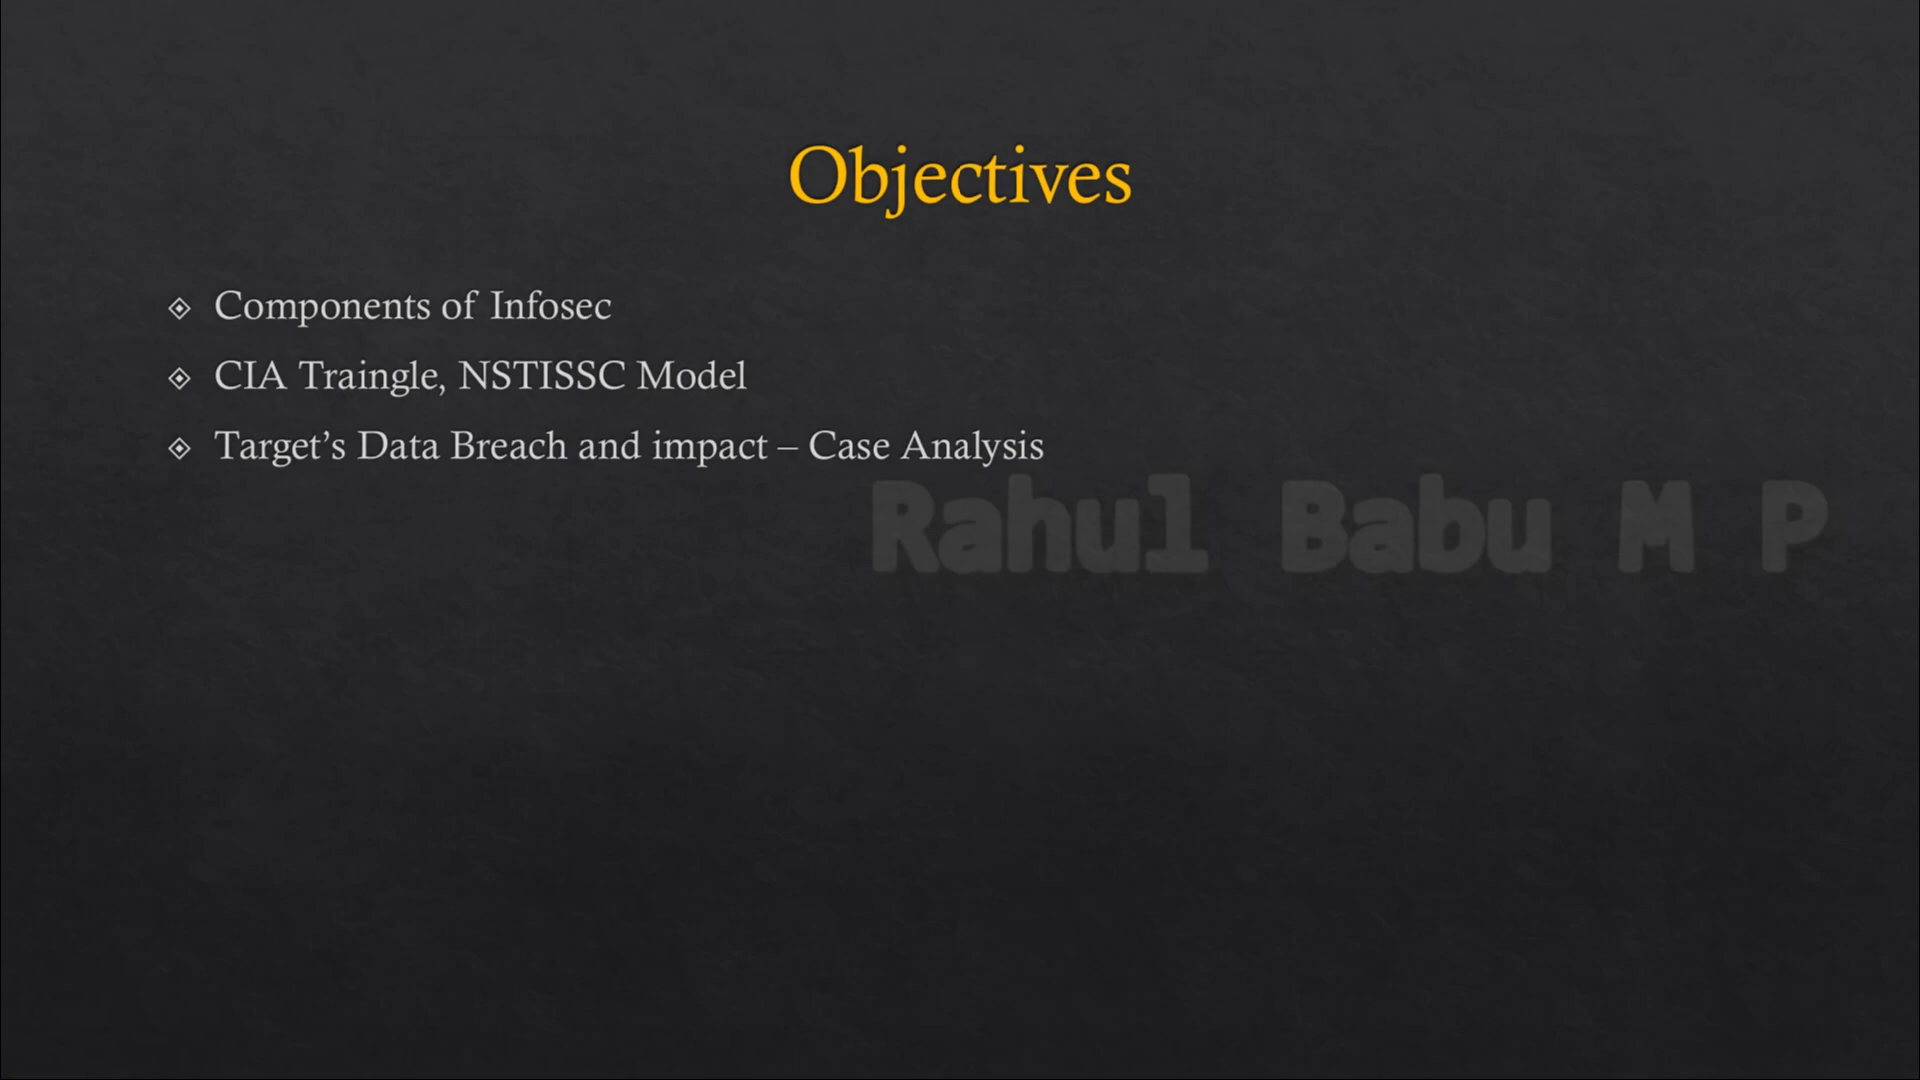 Objectives
Components of Infosec
CIA Traingle, NSTISSC Model
Target’s Data Breach and impact – Case Analysis
Rahul Babu M P